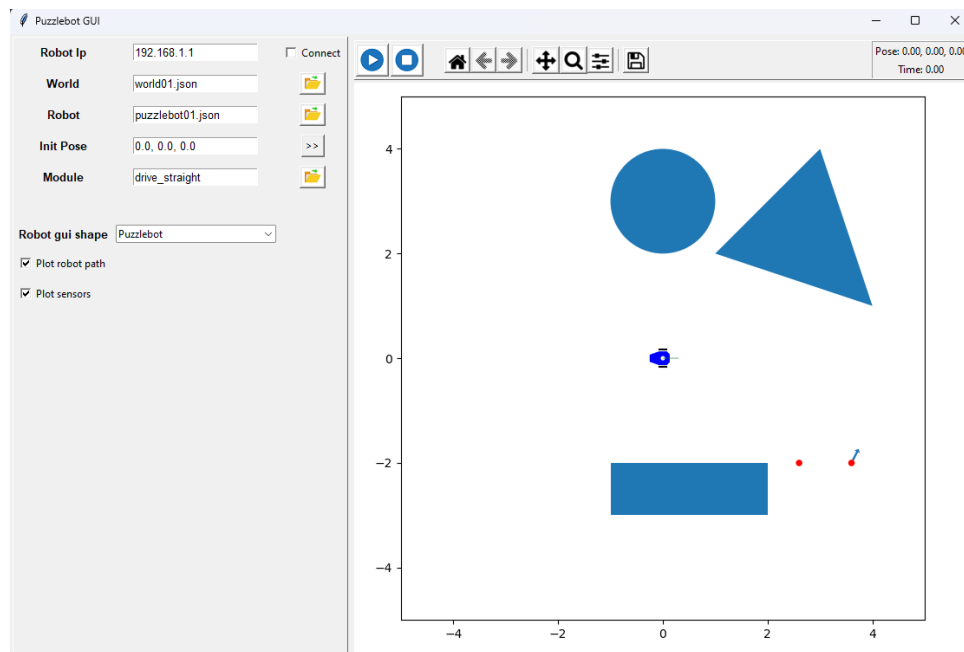 Puzzlebot GUI
Robot Ip 192.168.1.1 Connect
World world01.json
Robot puzzlebot01.json
Init Pose 0.0, 0.0, 0.0 >>
Module drive_straight
Robot gui shape Puzzlebot
Plot robot path
Plot sensors
Pose: 0.00, 0.00, 0.00
Time: 0.00
4
2
0
−2
−4
−4 −2 0 2 4